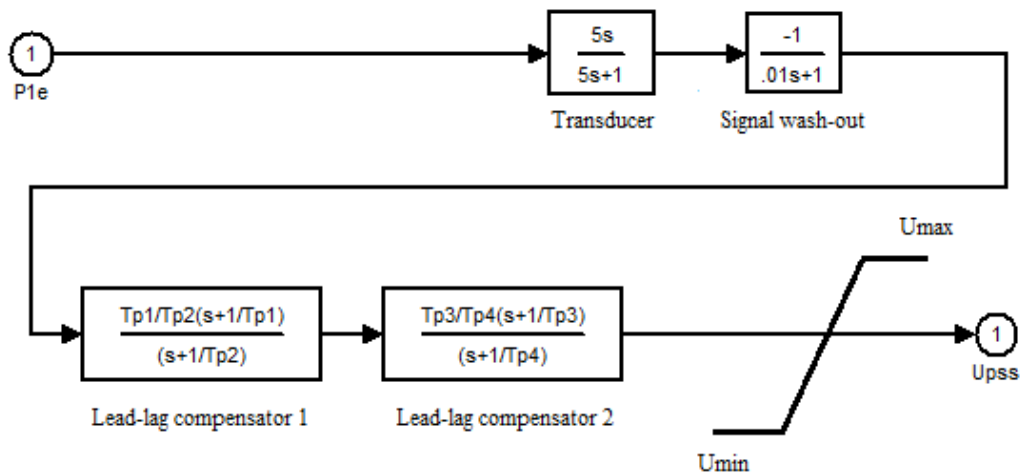 1
P1e
5s
5s+1
Transducer
-1
.01s+1
Signal wash-out
Umax
Tp1/Tp2(s+1/Tp1)
(s+1/Tp2)
Lead-lag compensator 1
Tp3/Tp4(s+1/Tp3)
(s+1/Tp4)
Lead-lag compensator 2
1
Upss
Umin